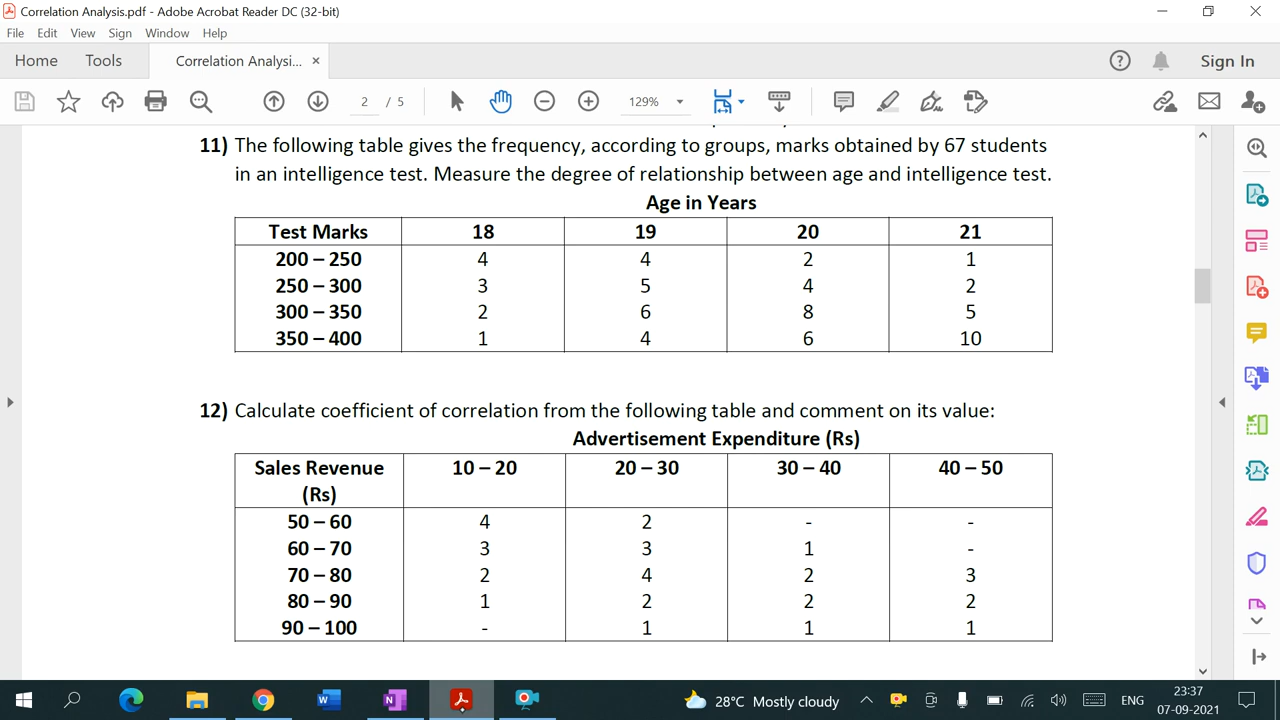 Correlation Analysis.pdf - Adobe Acrobat Reader DC (32-bit)
File Edit View Sign Window Help
Home Tools Correlation Analysi... × Sign In
2 / 5 129%
11) The following table gives the frequency, according to groups, marks obtained by 67 students
in an intelligence test. Measure the degree of relationship between age and intelligence test.
Age in Years
Test Marks 18 19 20 21
200 – 250 4 4 2 1
250 – 300 3 5 4 2
300 – 350 2 6 8 5
350 – 400 1 4 6 10
12) Calculate coefficient of correlation from the following table and comment on its value:
Advertisement Expenditure (Rs)
Sales Revenue 10 – 20 20 – 30 30 – 40 40 – 50
(Rs)
50 – 60 4 2 - -
60 – 70 3 3 1 -
70 – 80 2 4 2 3
80 – 90 1 2 2 2
90 – 100 - 1 1 1
28°C Mostly cloudy ENG 23:37
07-09-2021